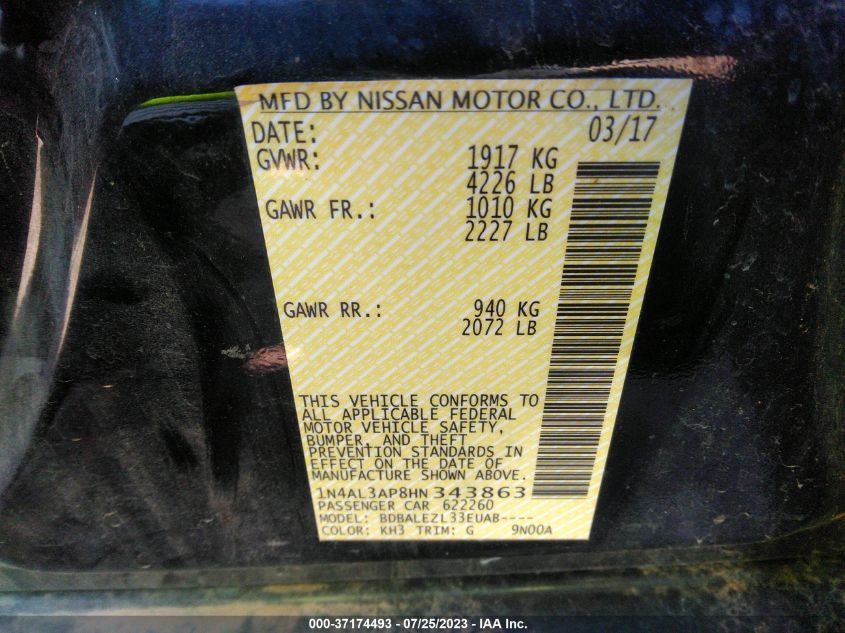 MFD BY NISSAN MOTOR CO., LTD.
DATE: 03/17
GVWR: 1917 KG
4226 LB
GAWR FR.: 1010 KG
2227 LB
GAWR RR.: 940 KG
2072 LB
THIS VEHICLE CONFORMS TO
ALL APPLICABLE FEDERAL
MOTOR VEHICLE SAFETY,
BUMPER, AND THEFT
PREVENTION STANDARDS IN
EFFECT ON THE DATE OF
MANUFACTURE SHOWN ABOVE.
1N4AL3AP8HN343863
PASSENGER CAR 622260
MODEL: BDBALEZL33EUAB----
COLOR: KH3 TRIM: G 9N00A
000-37174493 - 07/25/2023 - IAA Inc.